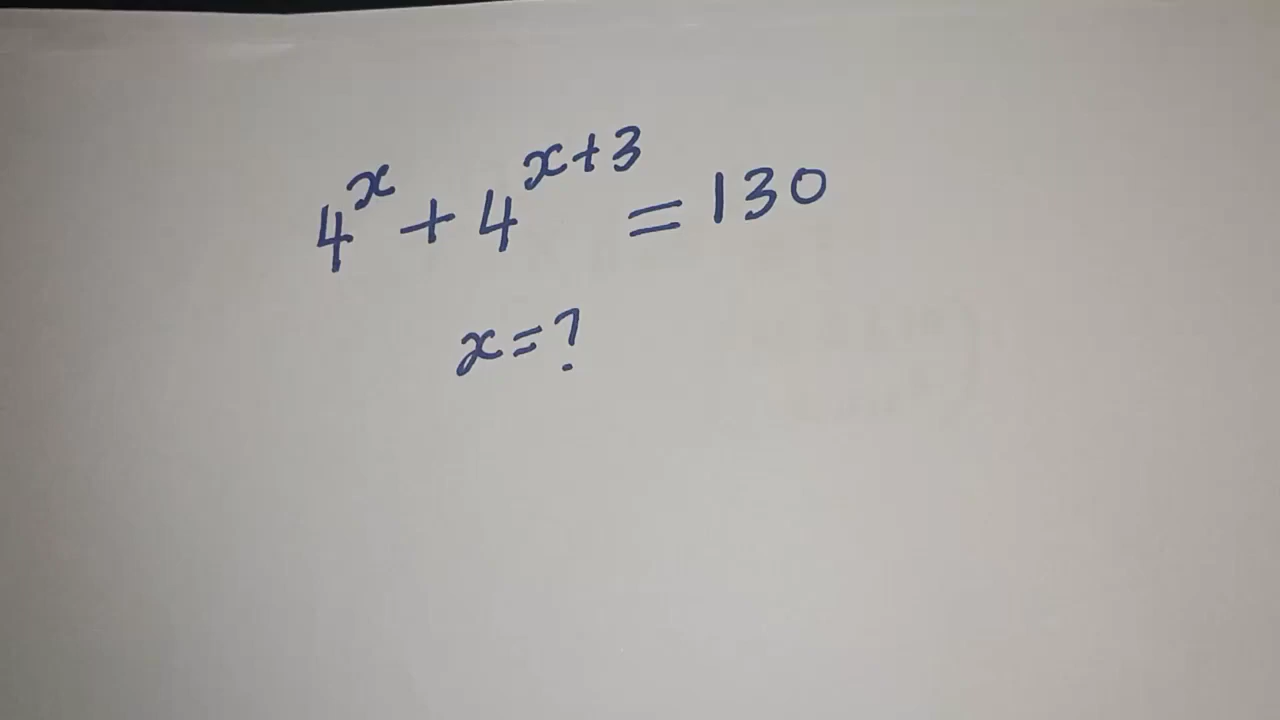 4^x + 4^{x+3} = 130
x = ?